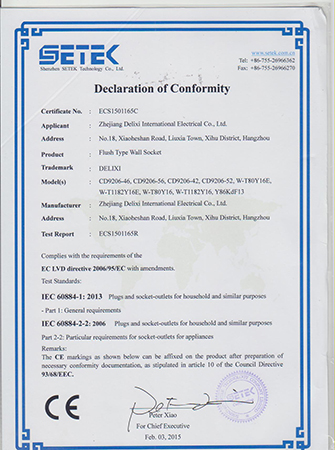 SETEK
Shenzhen SETEK Technology Co., Ltd.
www.setek.com.cn
Tel: +86-755-26966362
Fax: +86-755-26966270
Declaration of Conformity
Certificate No. : ECS1501165C
Applicant : Zhejiang Delixi International Electrical Co., Ltd.
Address : No.18, Xiaoheshan Road, Liuxia Town, Xihu District, Hangzhou
Product : Flush Type Wall Socket
Trademark : DELIXI
Model(s) : CD9206-46, CD9206-56, CD9206-42, CD9206-52, W-T80Y16E,
W-T1182Y16E, W-T80Y16, W-T1182Y16, Y86KdF13
Manufacturer : Zhejiang Delixi International Electrical Co., Ltd.
Address : No.18, Xiaoheshan Road, Liuxia Town, Xihu District, Hangzhou
Test Report : ECS1501165R
Complies with the requirements of the
EC LVD directive 2006/95/EC with amendments.
Test Standards:
IEC 60884-1: 2013 Plugs and socket-outlets for household and similar purposes
- Part 1: General requirements
IEC 60884-2-2: 2006 Plugs and socket-outlets for household and similar purposes
Part 2-2: Particular requirements for socket-outlets for appliances
Remarks:
The CE markings as shown below can be affixed on the product after preparation of
necessary conformity documentation, as stipulated in article 10 of the Council Directive
93/68/EEC.
CE
Peter Xiao
For Chief Executive
Feb. 03, 2015